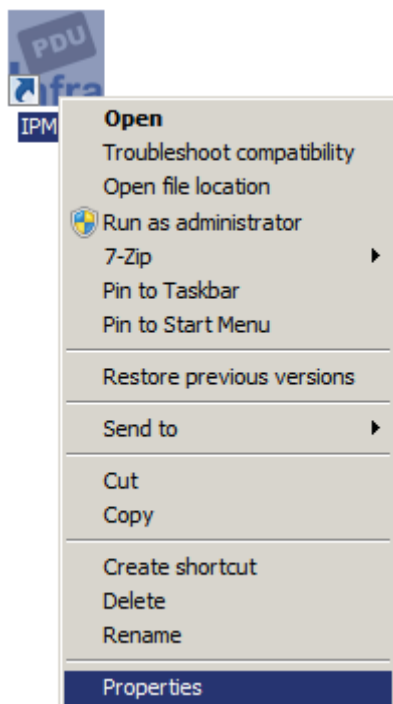 PDU
Infra
IPM
Open
Troubleshoot compatibility
Open file location
Run as administrator
7-Zip
Pin to Taskbar
Pin to Start Menu
Restore previous versions
Send to
Cut
Copy
Create shortcut
Delete
Rename
Properties